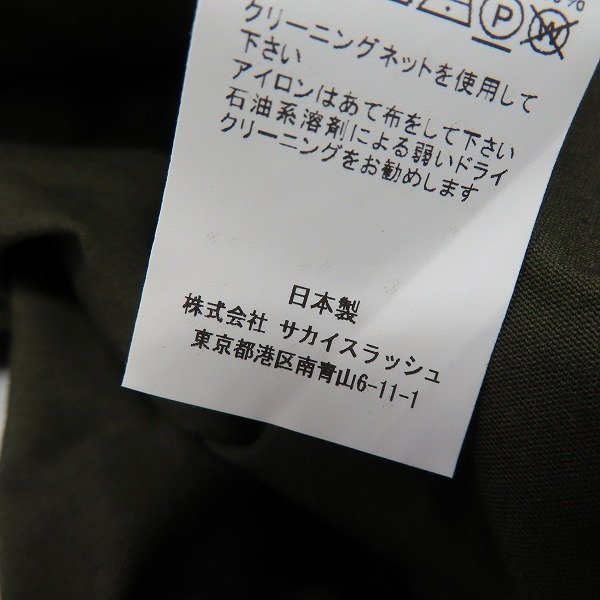 クリーニングネットを使用して
下さい
アイロンはあて布をして下さい
石油系溶剤による弱いドライ
クリーニングをお勧めします
日本製
株式会社 サカイスラッシュ
東京都港区南青山6-11-1